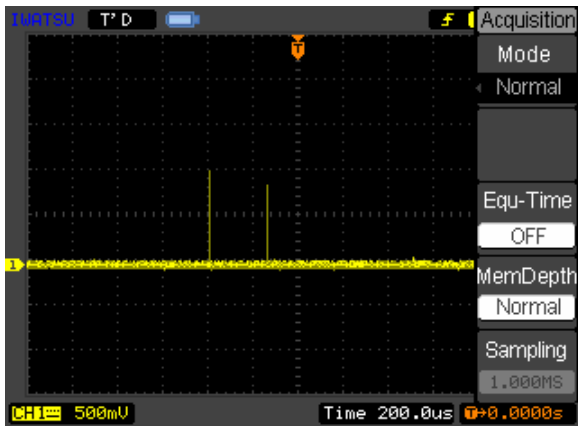 IWATSU T'D
Acquisition
T
Mode
Normal
Equ-Time
OFF
1
MemDepth
Normal
Sampling
1.000MS
CH1 500mV Time 200.0us T→0.0000s